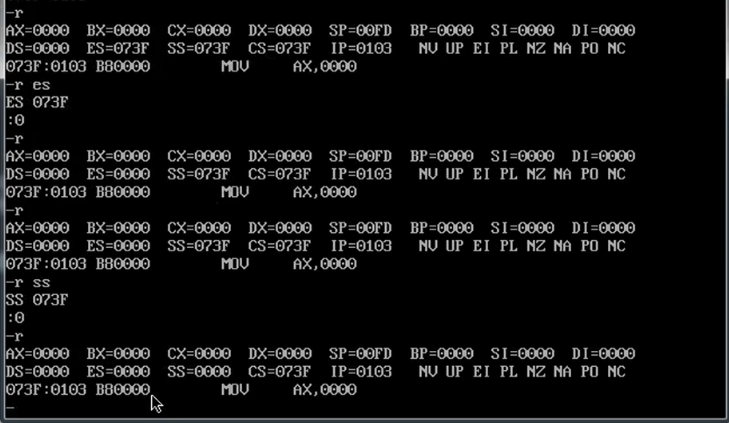 -r
AX=0000 BX=0000 CX=0000 DX=0000 SP=00FD BP=0000 SI=0000 DI=0000
DS=0000 ES=073F SS=073F CS=073F IP=0103 NV UP EI PL NZ NA PO NC
073F:0103 B80000 MOV AX,0000
-r es
ES 073F
:0
-r
AX=0000 BX=0000 CX=0000 DX=0000 SP=00FD BP=0000 SI=0000 DI=0000
DS=0000 ES=0000 SS=073F CS=073F IP=0103 NV UP EI PL NZ NA PO NC
073F:0103 B80000 MOV AX,0000
-r
AX=0000 BX=0000 CX=0000 DX=0000 SP=00FD BP=0000 SI=0000 DI=0000
DS=0000 ES=0000 SS=073F CS=073F IP=0103 NV UP EI PL NZ NA PO NC
073F:0103 B80000 MOV AX,0000
-r ss
SS 073F
:0
-r
AX=0000 BX=0000 CX=0000 DX=0000 SP=00FD BP=0000 SI=0000 DI=0000
DS=0000 ES=0000 SS=0000 CS=073F IP=0103 NV UP EI PL NZ NA PO NC
073F:0103 B80000 MOV AX,0000
-